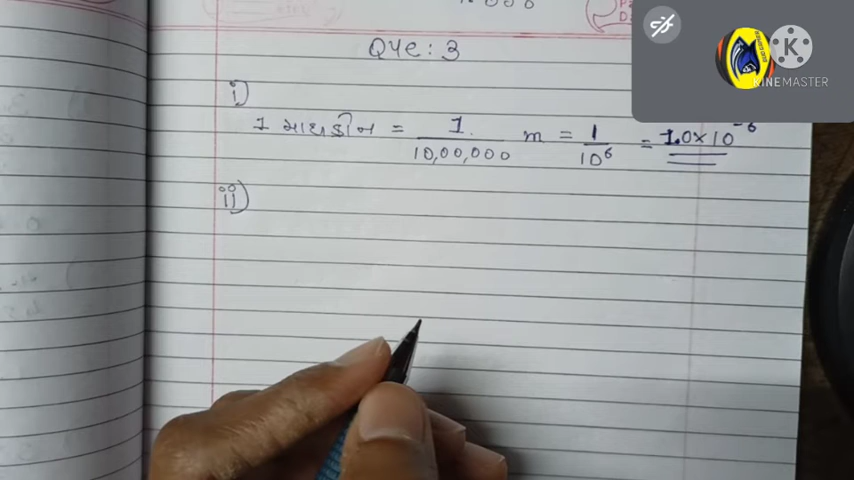 Que : 3
i)
1 માઇક્રોન = 1/10,00,000 m = 1/10⁶ = 1.0×10⁻⁶
ii)
KINEMASTER